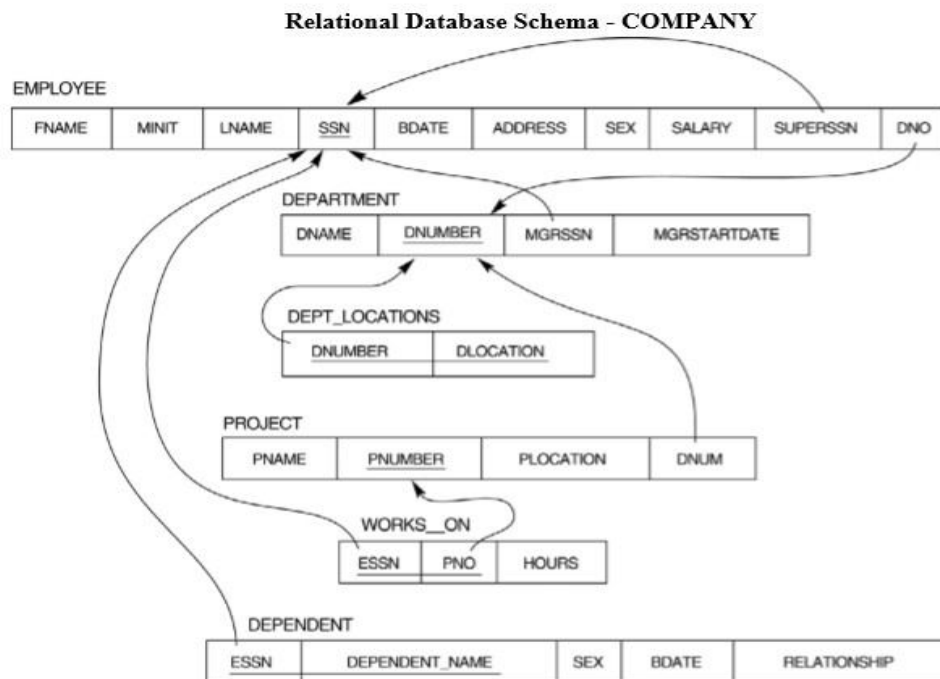 Relational Database Schema - COMPANY
EMPLOYEE
FNAME MINIT LNAME SSN BDATE ADDRESS SEX SALARY SUPERSSN DNO
DEPARTMENT
DNAME DNUMBER MGRSSN MGRSTARTDATE
DEPT_LOCATIONS
DNUMBER DLOCATION
PROJECT
PNAME PNUMBER PLOCATION DNUM
WORKS_ON
ESSN PNO HOURS
DEPENDENT
ESSN DEPENDENT_NAME SEX BDATE RELATIONSHIP